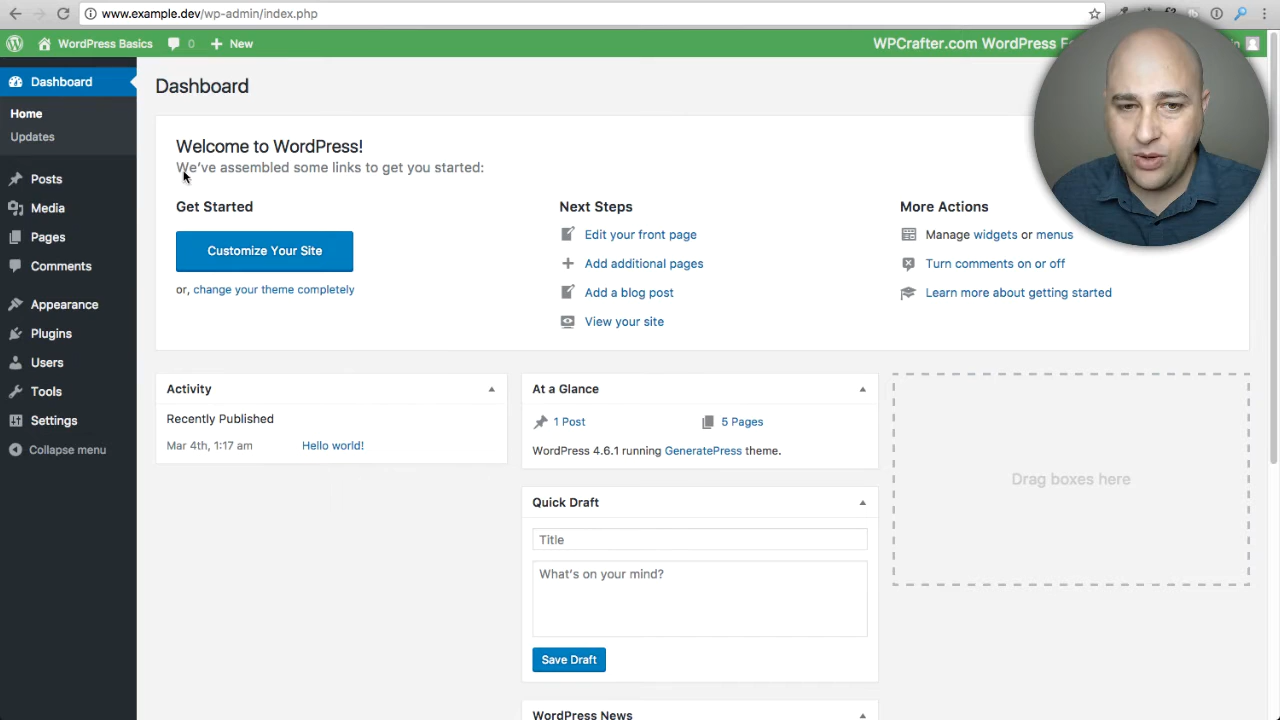 www.example.dev/wp-admin/index.php
WordPress Basics 0 New
WPCrafter.com WordPress
Dashboard
Home
Updates
Posts
Media
Pages
Comments
Appearance
Plugins
Users
Tools
Settings
Collapse menu
Dashboard
Welcome to WordPress!
We've assembled some links to get you started:
Get Started
Customize Your Site
or, change your theme completely
Next Steps
Edit your front page
Add additional pages
Add a blog post
View your site
More Actions
Manage widgets or menus
Turn comments on or off
Learn more about getting started
Activity
Recently Published
Mar 4th, 1:17 am Hello world!
At a Glance
1 Post 5 Pages
WordPress 4.6.1 running GeneratePress theme.
Quick Draft
Title
What's on your mind?
Save Draft
WordPress News
Drag boxes here